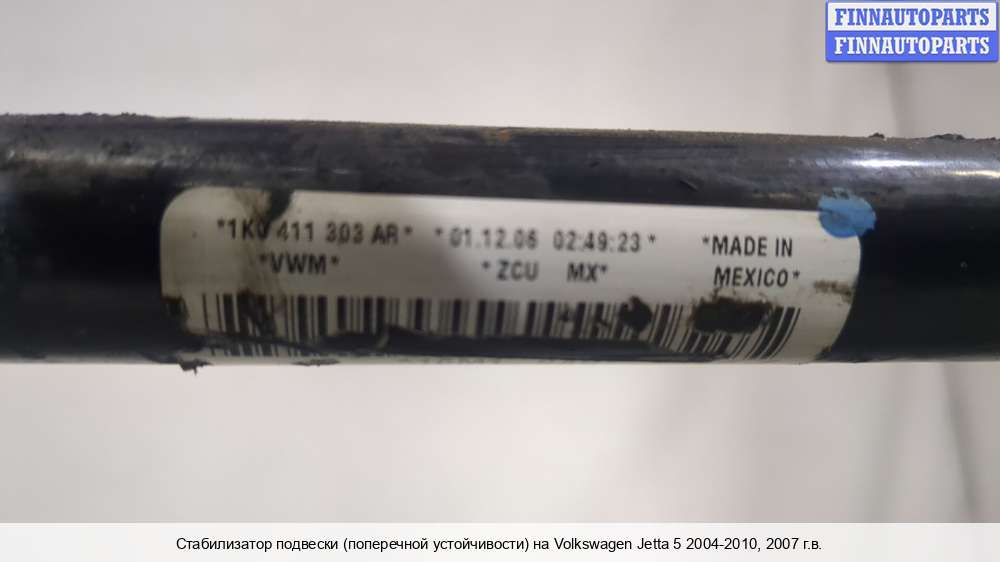 FINNAUTOPARTS
FINNAUTOPARTS
*1K0 411 303 AR* *01.12.06 02:49:23* *MADE IN
*VWM* *ZCU MX* MEXICO*
Стабилизатор подвески (поперечной устойчивости) на Volkswagen Jetta 5 2004-2010, 2007 г.в.